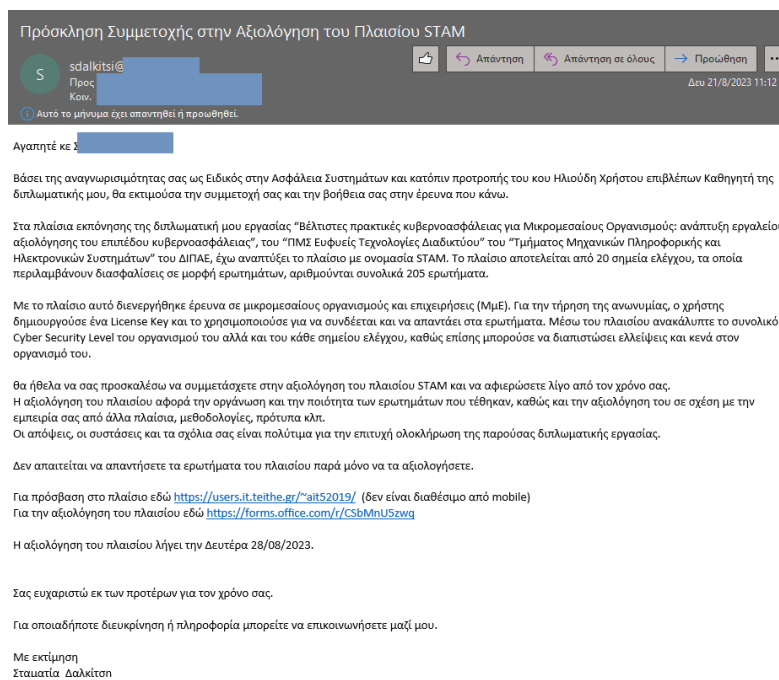 Πρόσκληση Συμμετοχής στην Αξιολόγηση του Πλαισίου STAM
S
sdalkitsi@
Προς
Κοιν.
Απάντηση
Απάντηση σε όλους
Προώθηση
Δευ 21/8/2023 11:12
Αυτό το μήνυμα έχει απαντηθεί ή προωθηθεί.
Αγαπητέ κε Σ
Βάσει της αναγνωρισιμότητας σας ως Ειδικός στην Ασφάλεια Συστημάτων και κατόπιν προτροπής του κου Ηλιούδη Χρήστου επιβλέπων Καθηγητή της
διπλωματικής μου, θα εκτιμούσα την συμμετοχή σας και την βοήθεια σας στην έρευνα που κάνω.
Στα πλαίσια εκπόνησης της διπλωματική μου εργασίας “Βέλτιστες πρακτικές κυβερνοασφάλειας για Μικρομεσαίους Οργανισμούς: ανάπτυξη εργαλείου
αξιολόγησης του επιπέδου κυβερνοασφάλειας”, του “ΠΜΣ Ευφυείς Τεχνολογίες Διαδικτύου” του “Τμήματος Μηχανικών Πληροφορικής και
Ηλεκτρονικών Συστημάτων” του ΔΙΠΑΕ, έχω αναπτύξει το πλαίσιο με ονομασία STAM. Το πλαίσιο αποτελείται από 20 σημεία ελέγχου, τα οποία
περιλαμβάνουν διασφαλίσεις σε μορφή ερωτημάτων, αριθμούνται συνολικά 205 ερωτήματα.
Με το πλαίσιο αυτό διενεργήθηκε έρευνα σε μικρομεσαίους οργανισμούς και επιχειρήσεις (ΜμΕ). Για την τήρηση της ανωνυμίας, ο χρήστης
δημιουργούσε ένα License Key και το χρησιμοποιούσε για να συνδέεται και να απαντάει στα ερωτήματα. Μέσω του πλαισίου ανακάλυπτε το συνολικό
Cyber Security Level του οργανισμού του αλλά και του κάθε σημείου ελέγχου, καθώς επίσης μπορούσε να διαπιστώσει ελλείψεις και κενά στον
οργανισμό του.
θα ήθελα να σας προσκαλέσω να συμμετάσχετε στην αξιολόγηση του πλαισίου STAM και να αφιερώσετε λίγο από τον χρόνο σας.
Η αξιολόγηση του πλαισίου αφορά την οργάνωση και την ποιότητα των ερωτημάτων που τέθηκαν, καθώς και την αξιολόγηση του σε σχέση με την
εμπειρία σας από άλλα πλαίσια, μεθοδολογίες, πρότυπα κλπ.
Οι απόψεις, οι συστάσεις και τα σχόλια σας είναι πολύτιμα για την επιτυχή ολοκλήρωση της παρούσας διπλωματικής εργασίας.
Δεν απαιτείται να απαντήσετε τα ερωτήματα του πλαισίου παρά μόνο να τα αξιολογήσετε.
Για πρόσβαση στο πλαίσιο εδώ https://users.it.teithe.gr/~ait52019/ (δεν είναι διαθέσιμο από mobile)
Για την αξιολόγηση του πλαισίου εδώ https://forms.office.com/r/CSbMnU5zwq
Η αξιολόγηση του πλαισίου λήγει την Δευτέρα 28/08/2023.
Σας ευχαριστώ εκ των προτέρων για τον χρόνο σας.
Για οποιαδήποτε διευκρίνηση ή πληροφορία μπορείτε να επικοινωνήσετε μαζί μου.
Με εκτίμηση
Σταματία Δαλκίτση